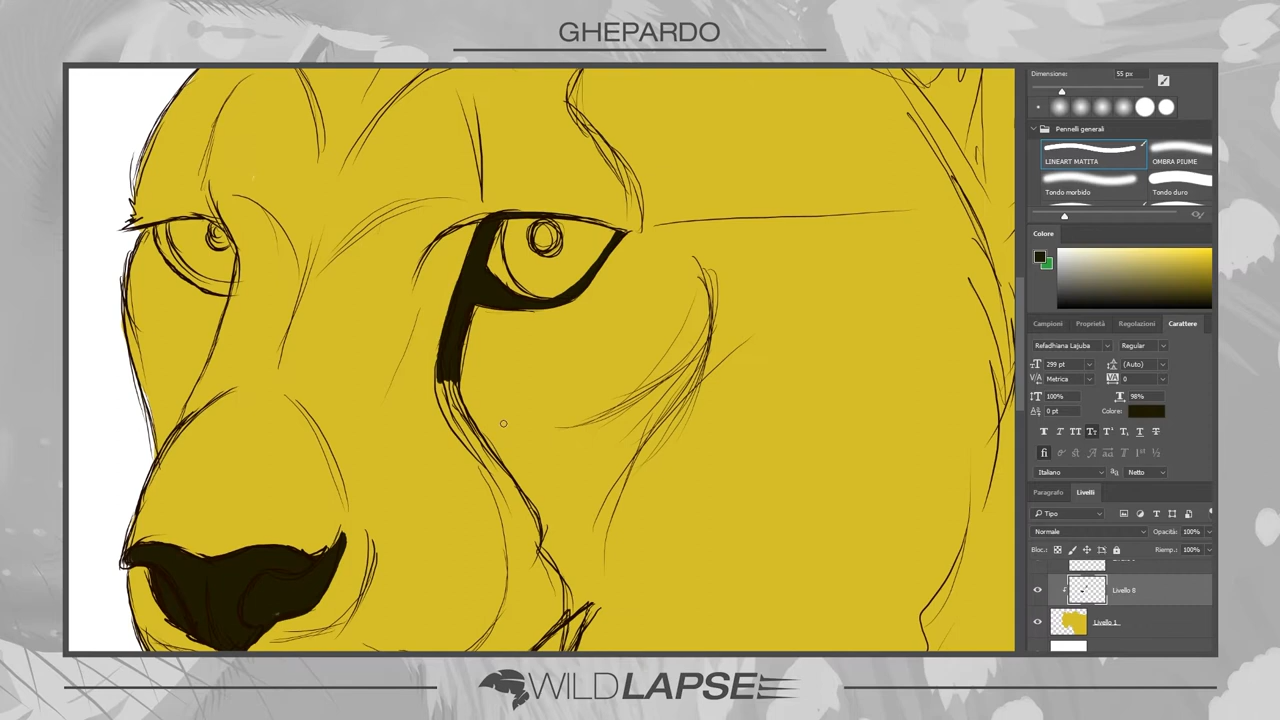 GHEPARDO
Dimensione: 55 px
Pennelli generali
LINEART MATITA OMBRA PIUME
Tondo morbido Tondo duro
Colore
Campioni Proprietà Regolazioni Carattere
Refadhiana Lajuba Regular
299 pt (Auto)
Metrica 0
100% 98%
0 pt Colore:
Italiano Netto
Paragrafo Livelli
Tipo
Normale Opacità: 100%
Bloc.: Riemp.: 100%
Livello 8
Livello 1
WILDLAPSE